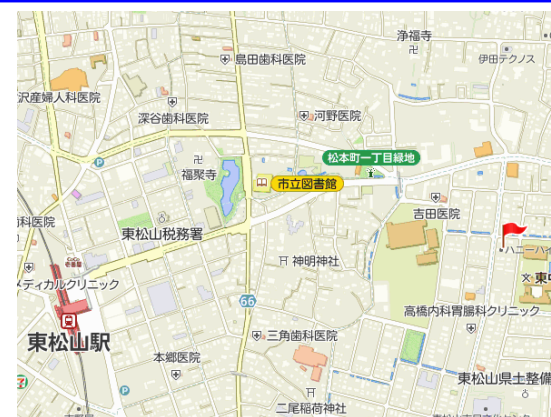 浄福寺
島田歯科医院
伊田テクノス
沢産婦人科医院
深谷歯科医院
河野医院
松本町一丁目緑地
福聚寺
市立図書館
吉田医院
科医院
東松山税務署
ハニーハイ
神明神社
東中
メディカルクリニック
66
高橋内科胃腸科クリニック
東松山駅
三角歯科医院
本郷医院
東松山県土整備
二尾稲荷神社